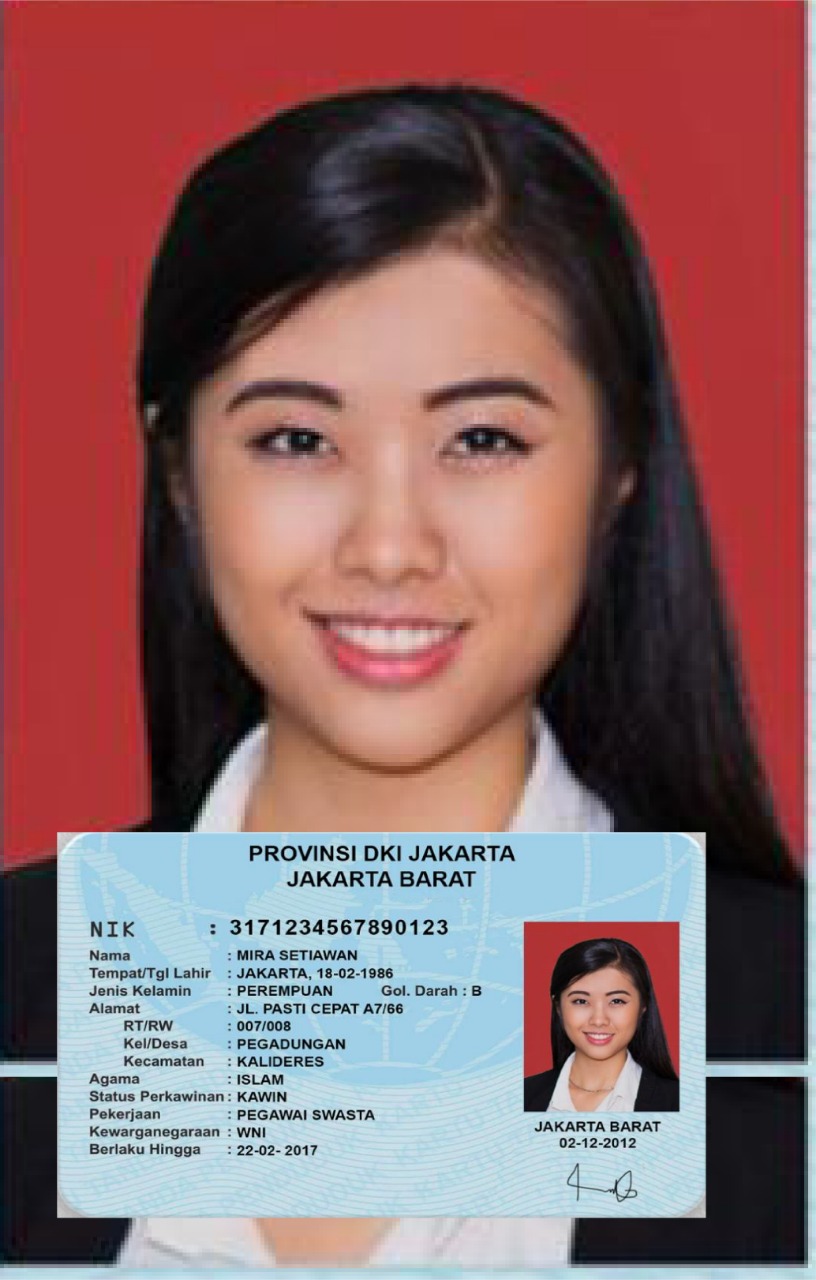 PROVINSI DKI JAKARTA
JAKARTA BARAT
NIK : 3171234567890123
Nama : MIRA SETIAWAN
Tempat/Tgl Lahir : JAKARTA, 18-02-1986
Jenis Kelamin : PEREMPUAN Gol. Darah : B
Alamat : JL. PASTI CEPAT A7/66
RT/RW : 007/008
Kel/Desa : PEGADUNGAN
Kecamatan : KALIDERES
Agama : ISLAM
Status Perkawinan : KAWIN
Pekerjaan : PEGAWAI SWASTA
Kewarganegaraan : WNI
Berlaku Hingga : 22-02- 2017
JAKARTA BARAT
02-12-2012